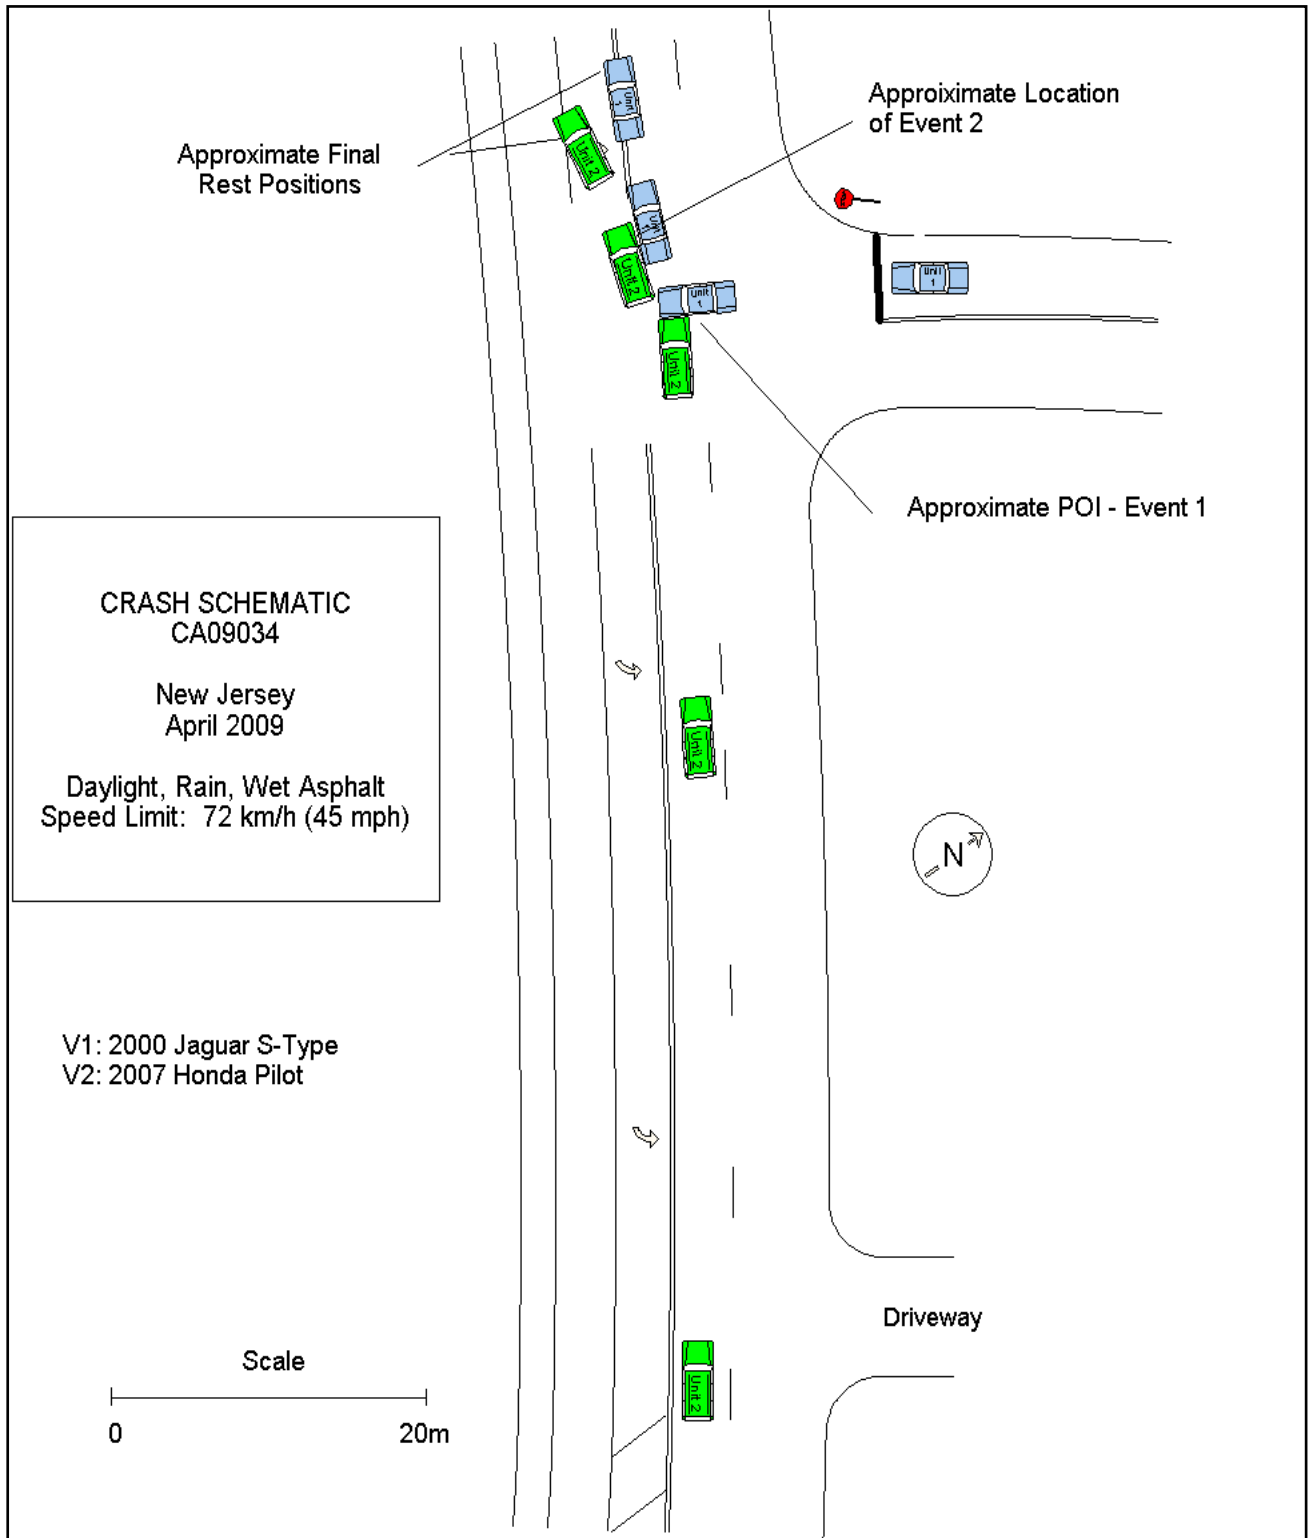 Approiximate Location
of Event 2
Approximate Final
Rest Positions
Unit
1
Unit 2
Unit
1
Unit 2
Unit
1
Unit
1
Unit 2
Approximate POI - Event 1
CRASH SCHEMATIC
CA09034
New Jersey
April 2009
Daylight, Rain, Wet Asphalt
Speed Limit: 72 km/h (45 mph)
Unit 2
N
V1: 2000 Jaguar S-Type
V2: 2007 Honda Pilot
Driveway
Scale
Unit 2
0
20m